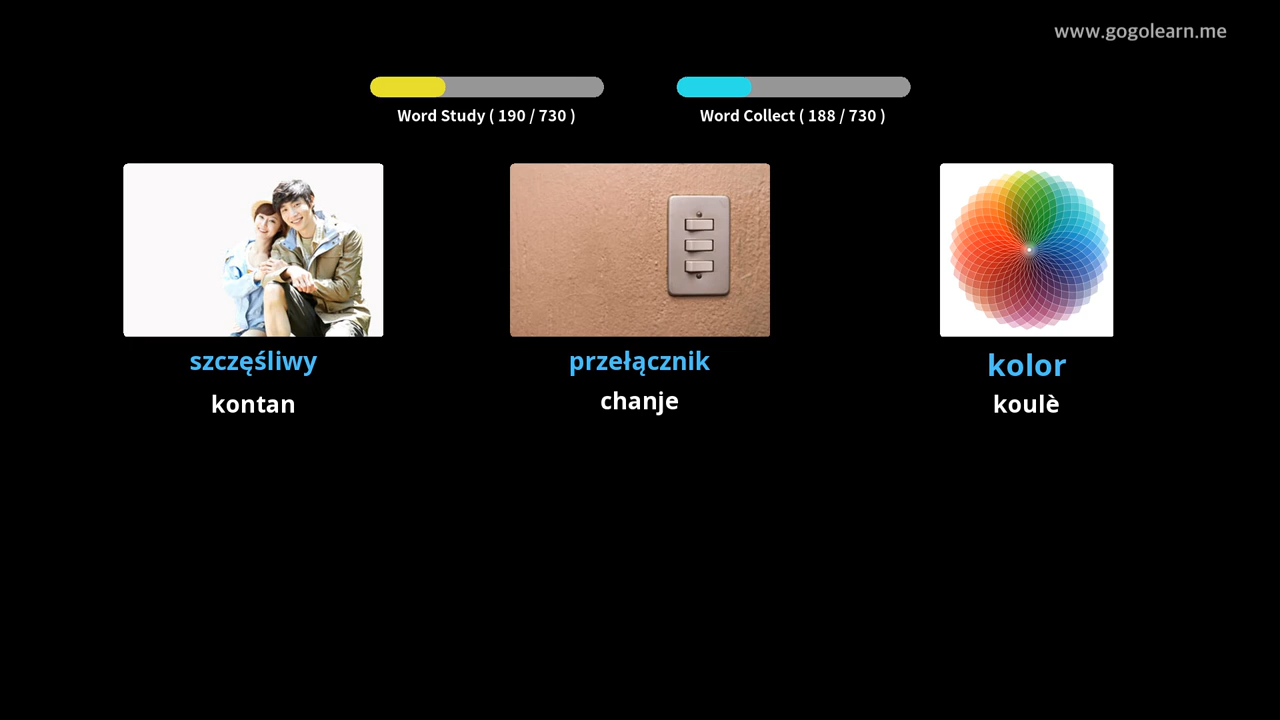 www.gogolearn.me
Word Study ( 190 / 730 )
Word Collect ( 188 / 730 )
szczęśliwy
przełącznik
kolor
kontan
chanje
koulè